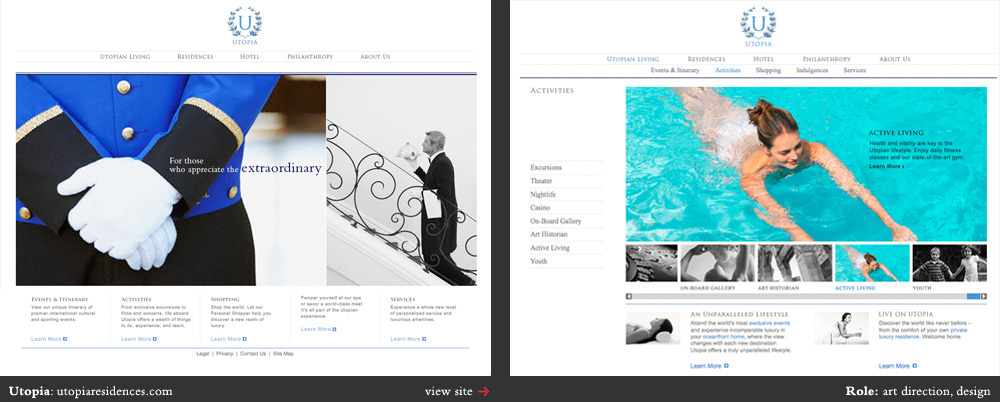 U
UTOPIA
Utopian Living Residences Hotel Philanthropy About Us
For those
who appreciate the extraordinary
Events & Itinerary
View our unique itinerary of
premier international cultural
and sporting events.
Learn More
Activities
From exclusive excursions to
films and concerts, life aboard
Utopia offers a wealth of things
to do, experience, and learn.
Learn More
Shopping
Shop the world. Let our
Personal Shopper help you
discover a new realm of
luxury.
Learn More
Pamper yourself at our spa
or savor a world-class meal.
It's all part of the Utopian
experience.
Learn More
Services
Experience a whole new level
of personalized service and
luxurious amenities.
Learn More
Legal | Privacy | Contact Us | Site Map
U
UTOPIA
Utopian Living Residences Hotel Philanthropy About Us
Events & Itinerary Activities Shopping Indulgences Services
Activities
Excursions
Theater
Nightlife
Casino
On-Board Gallery
Art Historian
Active Living
Youth
ACTIVE LIVING
Health and vitality are key to the
Utopian lifestyle. Enjoy daily fitness
classes and our state-of-the-art gym.
Learn More
ON-BOARD GALLERY ART HISTORIAN ACTIVE LIVING YOUTH
An Unparalleled Lifestyle
Attend the world's most exclusive events
and experience incomparable luxury in
your oceanfront home, where the view
changes with each new destination.
Utopia offers a truly unparalleled lifestyle.
Learn More
Live on Utopia
Discover the world like never before –
from the comfort of your own private
luxury residence. Welcome home.
Learn More
Utopia: utopiaresidences.com
view site
Role: art direction, design